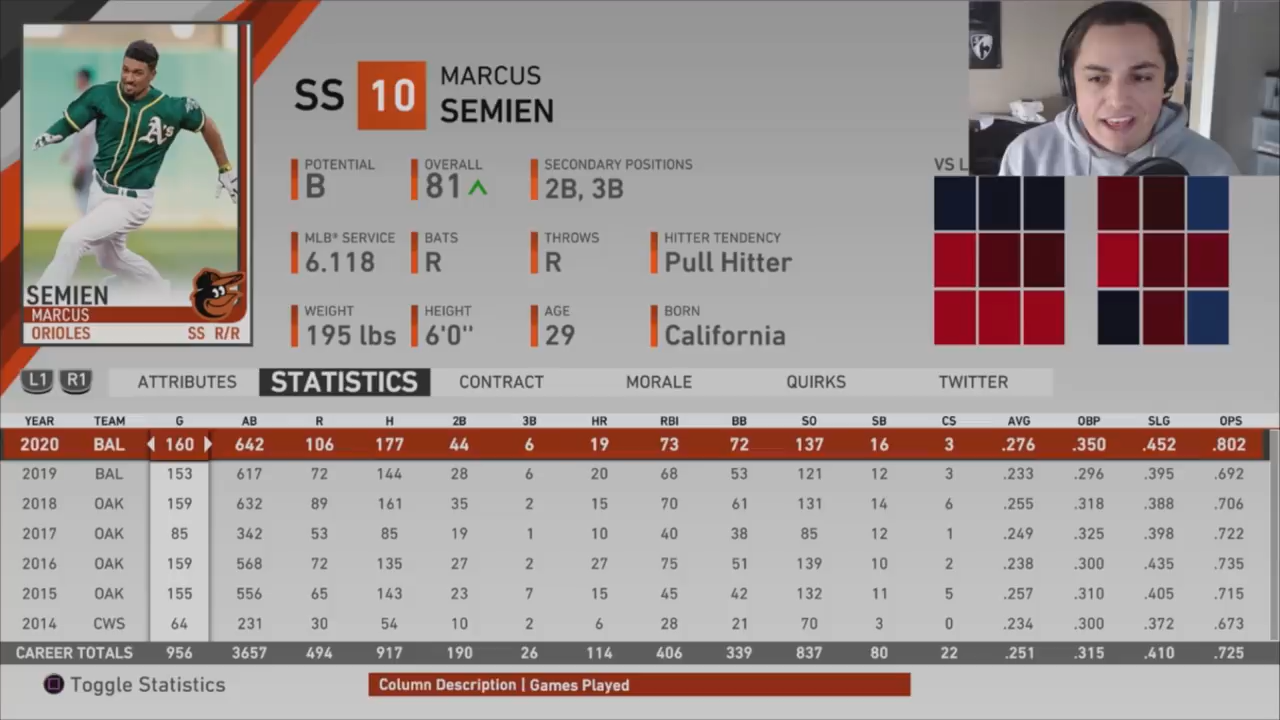 SS 10 MARCUS
SEMIEN
POTENTIAL OVERALL SECONDARY POSITIONS
B 81 2B, 3B
MLB® SERVICE BATS THROWS HITTER TENDENCY
6.118 R R Pull Hitter
WEIGHT HEIGHT AGE BORN
195 lbs 6'0" 29 California
VS L
A's
SEMIEN
MARCUS
ORIOLES SS R/R
L1 R1 ATTRIBUTES STATISTICS CONTRACT MORALE QUIRKS TWITTER
YEAR TEAM G AB R H 2B 3B HR RBI BB SO SB CS AVG OBP SLG OPS
2020 BAL 160 642 106 177 44 6 19 73 72 137 16 3 .276 .350 .452 .802
2019 BAL 153 617 72 144 28 6 20 68 53 121 12 3 .233 .296 .395 .692
2018 OAK 159 632 89 161 35 2 15 70 61 131 14 6 .255 .318 .388 .706
2017 OAK 85 342 53 85 19 1 10 40 38 85 12 1 .249 .325 .398 .722
2016 OAK 159 568 72 135 27 2 27 75 51 139 10 2 .238 .300 .435 .735
2015 OAK 155 556 65 143 23 7 15 45 42 132 11 5 .257 .310 .405 .715
2014 CWS 64 231 30 54 10 2 6 28 21 70 3 0 .234 .300 .372 .673
CAREER TOTALS 956 3657 494 917 190 26 114 406 339 837 80 22 .251 .315 .410 .725
Toggle Statistics Column Description | Games Played